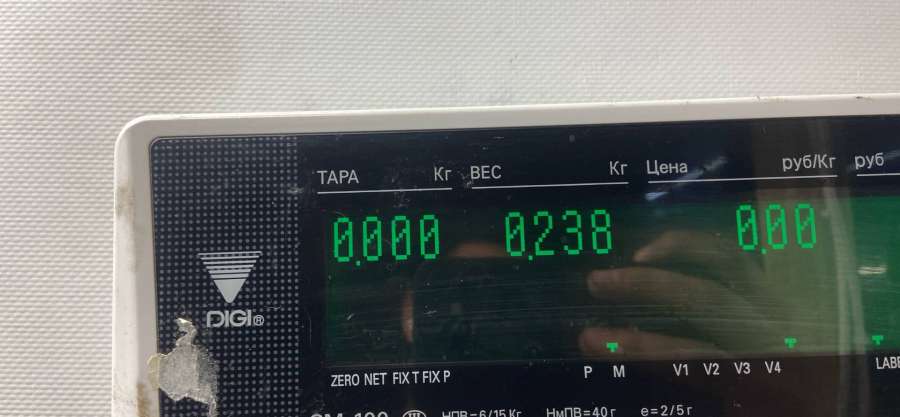 ТАРА Кг ВЕС Кг Цена руб/Кг руб
0.000 0.238 0.00
DIGI®
ZERO NET FIX T FIX P P M V1 V2 V3 V4
НПВ=6/15 Кг НмПВ=40 г e=2/5 г